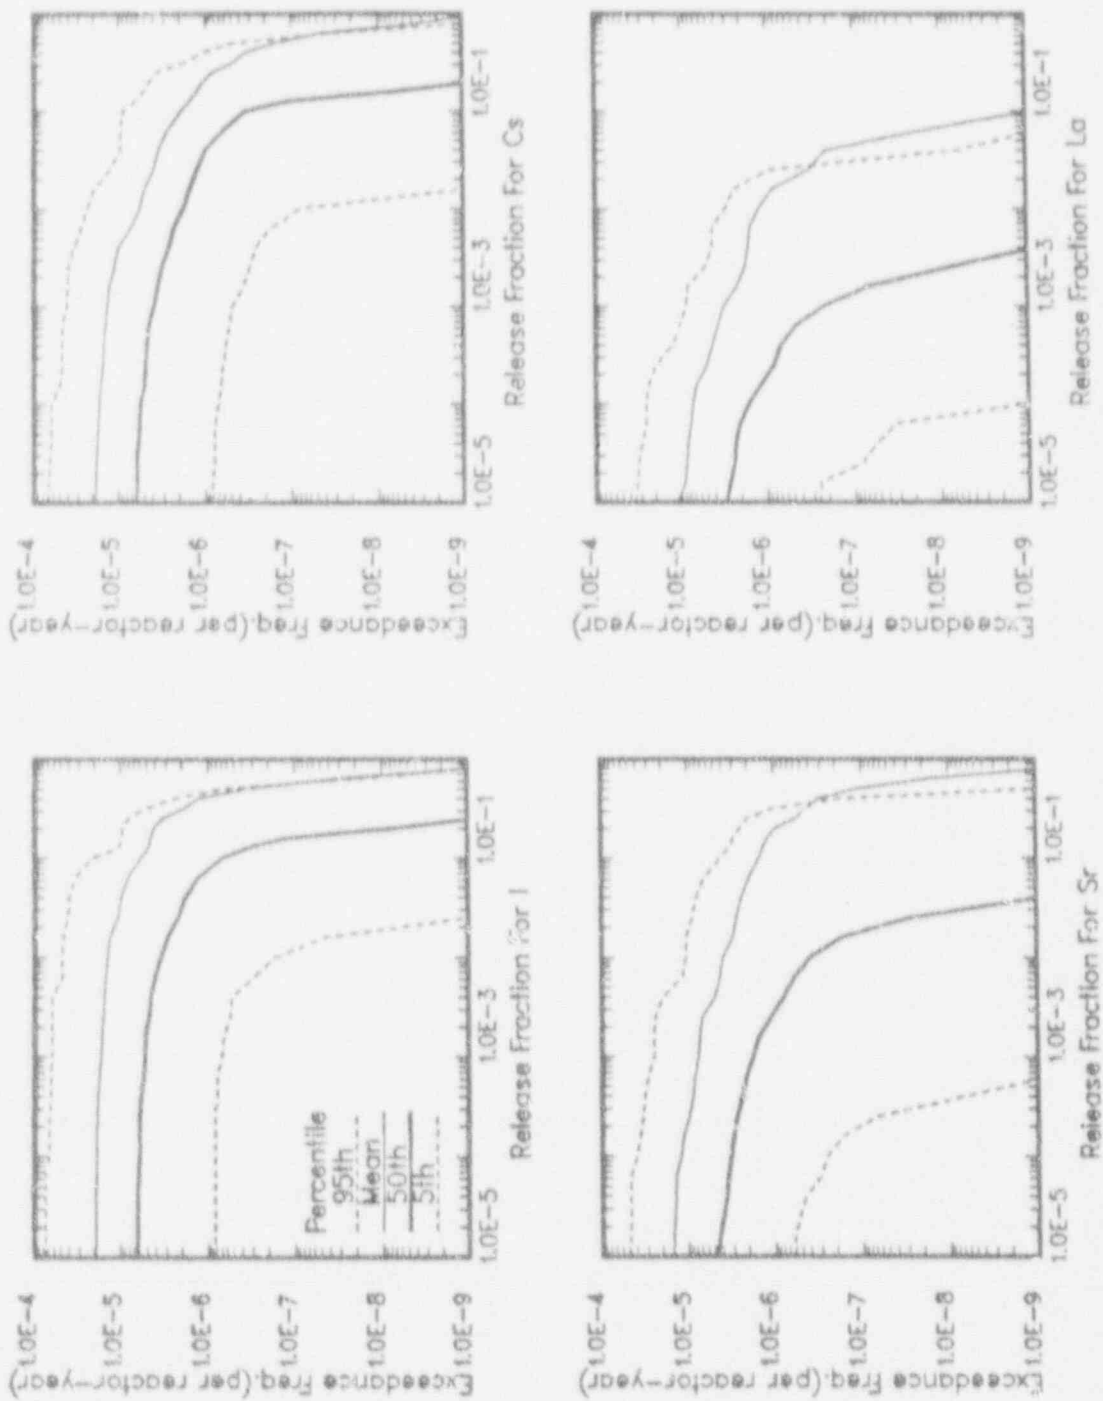 Exceedance Freq. (per reactor-year)
1.0E-4
1.0E-5
1.0E-6
1.0E-7
1.0E-8
1.0E-9
Percentile
95th
Mean
50th
5th
1.0E-5
1.0E-3
1.0E-1
Release Fraction For I
Exceedance Freq. (per reactor-year)
1.0E-4
1.0E-5
1.0E-6
1.0E-7
1.0E-8
1.0E-9
1.0E-5
1.0E-3
1.0E-1
Release Fraction For Cs
Exceedance Freq. (per reactor-year)
1.0E-4
1.0E-5
1.0E-6
1.0E-7
1.0E-8
1.0E-9
1.0E-5
1.0E-3
1.0E-1
Release Fraction For Sr
Exceedance Freq. (per reactor-year)
1.0E-4
1.0E-5
1.0E-6
1.0E-7
1.0E-8
1.0E-9
1.0E-5
1.0E-3
1.0E-1
Release Fraction For La